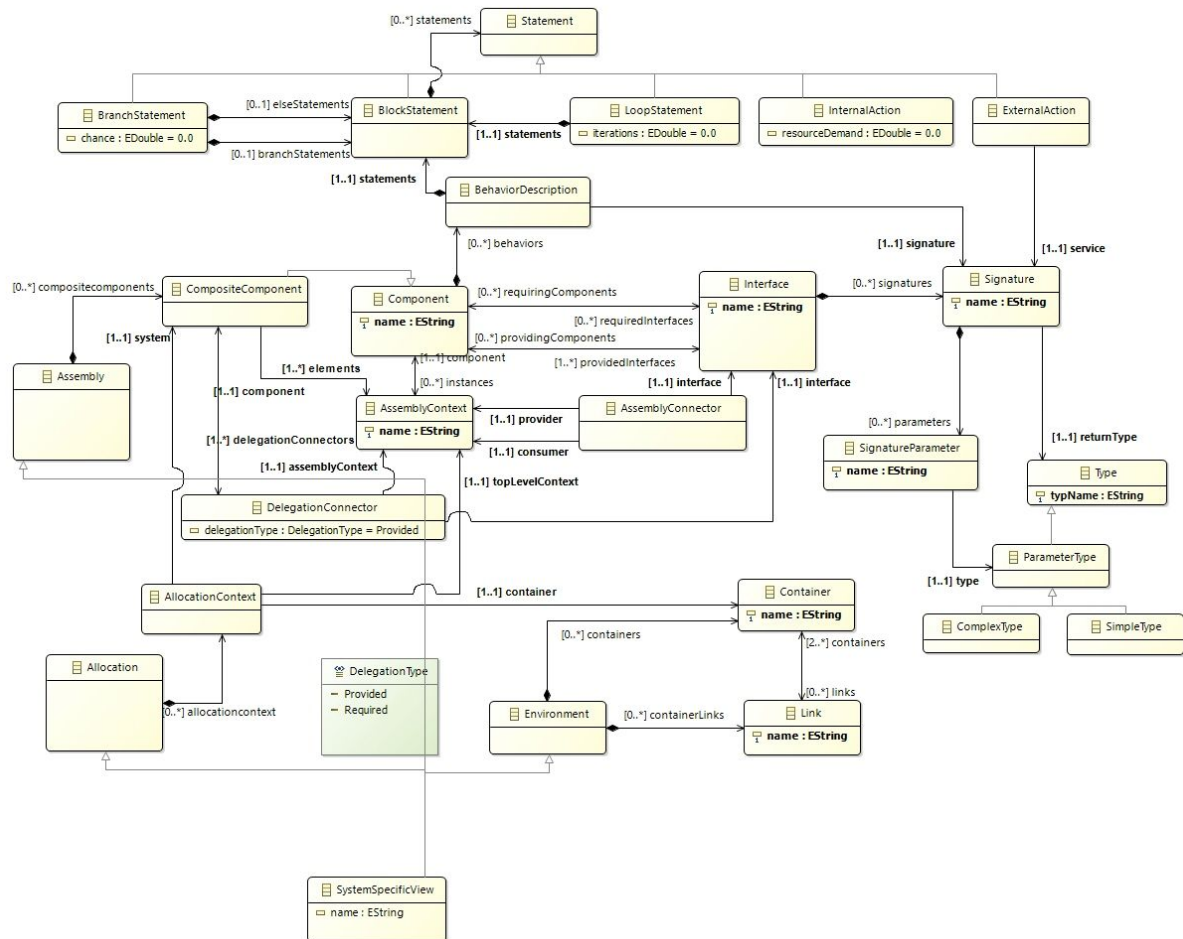 [0..*] statements
Statement
BranchStatement
chance : EDouble = 0.0
[0..1] elseStatements
[0..1] branchStatements
BlockStatement
LoopStatement
iterations : EDouble = 0.0
[1..1] statements
InternalAction
resourceDemand : EDouble = 0.0
ExternalAction
[1..1] statements
BehaviorDescription
[0..*] behaviors
[1..1] signature
[1..1] service
[0..*] compositecomponents
CompositeComponent
Component
name : EString
[0..*] requiringComponents
[0..*] requiredInterfaces
[0..*] providingComponents
[1..*] providedInterfaces
Interface
name : EString
[0..*] signatures
Signature
name : EString
[1..1] system
Assembly
[1..1] component
[1..*] elements
[1..1] component
[0..*] instances
[1..1] interface
[1..1] interface
AssemblyContext
name : EString
[1..1] provider
[1..1] consumer
AssemblyConnector
[0..*] parameters
[1..1] returnType
[1..*] delegationConnectors
[1..1] assemblyContext
[1..1] topLevelContext
SignatureParameter
name : EString
Type
typName : EString
DelegationConnector
delegationType : DelegationType = Provided
[1..1] type
ParameterType
ComplexType
SimpleType
AllocationContext
[1..1] container
Container
name : EString
[0..*] containers
[2..*] containers
Allocation
[0..*] allocationcontext
DelegationType
Provided
Required
Environment
[0..*] containerLinks
[0..*] links
Link
name : EString
SystemSpecificView
name : EString